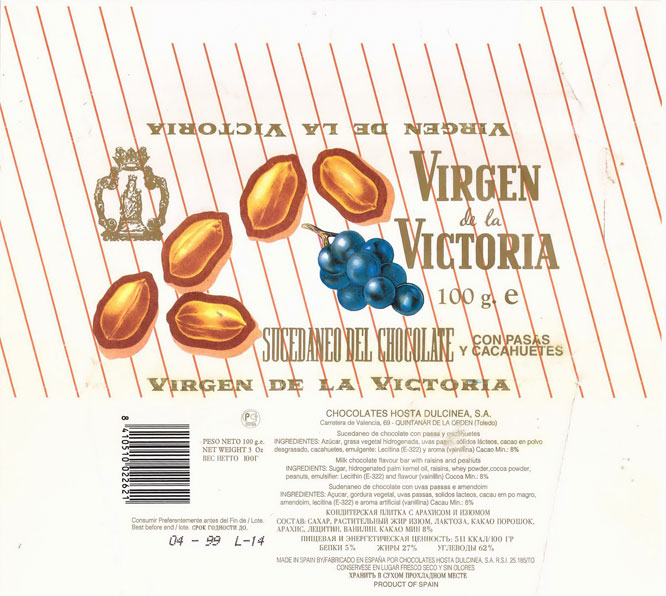 VIRGEN DE LA VICTORIA
VIRGEN
de la
VICTORIA
100 g. e
SUCEDANEO DEL CHOCOLATE
CON PASAS
Y CACAHUETES
VIRGEN DE LA VICTORIA
8 410510 022621
PESO NETO 100 g.e.
NET WEIGHT 3 Oz
ВЕС НЕТТО 100Г
Consumir Preferentemente antes del Fin de / Lote.
Best before end / lote. СРОК ГОДНОСТИ ДО.
04 - 99 L-14
CHOCOLATES HOSTA DULCINEA, S.A.
Carretera de Valencia, 69 - QUINTANAR DE LA ORDEN (Toledo)
Sucedaneo de chocolate con pasas y cacahuetes
INGREDIENTES: Azúcar, grasa vegetal hidrogenada, uvas pasas, sólidos lácteos, cacao en polvo
desgrasado, cacahuetes, emulgente: Lecitina (E-322) y aroma (vainillina) Cacao Min.: 8%
Milk chocolate flavour bar with raisins and peanuts
INGREDIENTS: Sugar, hidrogenated palm kernel oil, raisins, whey powder, cocoa powder,
peanuts, emulsifier: Lecithin (E-322) and flavour (vainillin) Cocoa Min.: 8%
Sudenaneo de chocolate con uvas passas e amendoim
INGREDIENTES: Açucar, gordura vegetal, uvas passas, solidos lacteos, cacau em po magro,
amendoim, lecitina (E-322) e aroma artificial (vainillina) Cacau Min.: 8%
КОНДИТЕРСКАЯ ПЛИТКА С АРАХИСОМ И ИЗЮМОМ
СОСТАВ: САХАР, РАСТИТЕЛЬНЫЙ ЖИР ИЗЮМ, ЛАКТОЗА, КАКАО ПОРОШОК,
АРАХИС, ЛЕЦИТИН, ВАНИЛИН, КАКАО МИН 8%
ПИЩЕВАЯ И ЭНЕРГЕТИЧЕСКАЯ ЦЕННОСТЬ: 511 ККАЛ/100 ГР
БЕЛКИ 5% ЖИРЫ 27% УГЛЕВОДЫ 62%
MADE IN SPAIN BY/FABRICADO EN ESPAÑA POR CHOCOLATES HOSTA DULCINEA, S.A. R.S.I. 25.185/TO
CONSERVESE EN LUGAR FRESCO SECO Y SIN OLORES
ХРАНИТЬ В СУХОМ ПРОХЛАДНОМ МЕСТЕ
PRODUCT OF SPAIN